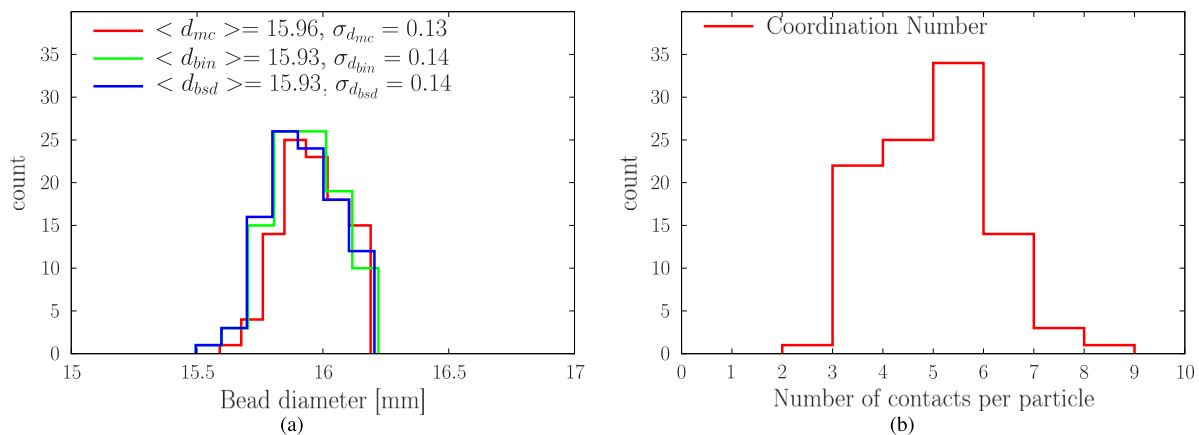 < d_mc >= 15.96, σ_d_mc = 0.13
< d_bin >= 15.93, σ_d_bin = 0.14
< d_bsd >= 15.93, σ_d_bsd = 0.14
count
35
30
25
20
15
10
5
0
15
15.5
16
16.5
17
Bead diameter [mm]
(a)
Coordination Number
count
35
30
25
20
15
10
5
0
0 1 2 3 4 5 6 7 8 9 10
Number of contacts per particle
(b)